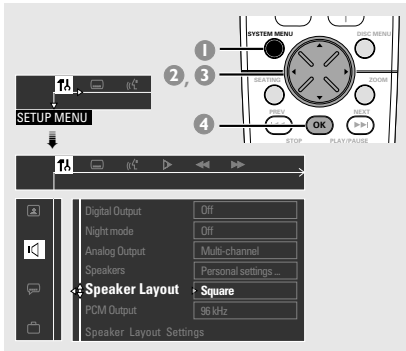 SYSTEM MENU
DISC MENU
1
2, 3
SEATING
ZOOM
PREV
NEXT
4
OK
STOP
PLAY/PAUSE
SETUP MENU
Digital Output Off
Night mode Off
Analog Output Multi-channel
Speakers Personal settings ...
Speaker Layout Square
PCM Output 96 kHz
Speaker Layout Settings